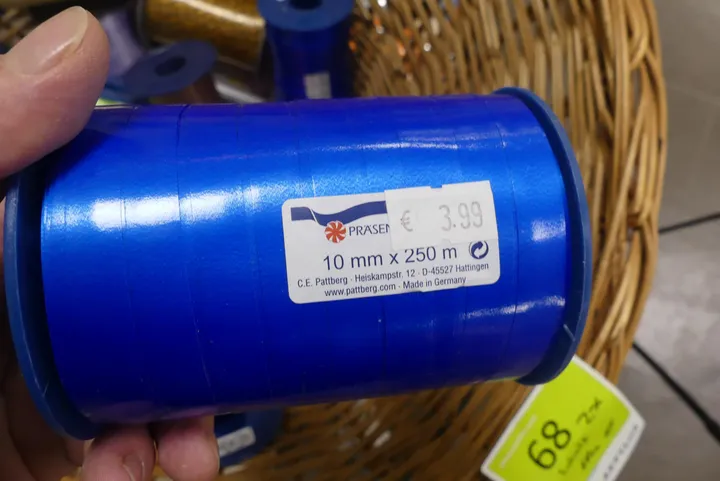 € 3.99
PRÄSEN
10 mm x 250 m
C.E. Pattberg · Heiskampstr. 12 · D-45527 Hattingen
www.pattberg.com · Made in Germany
68